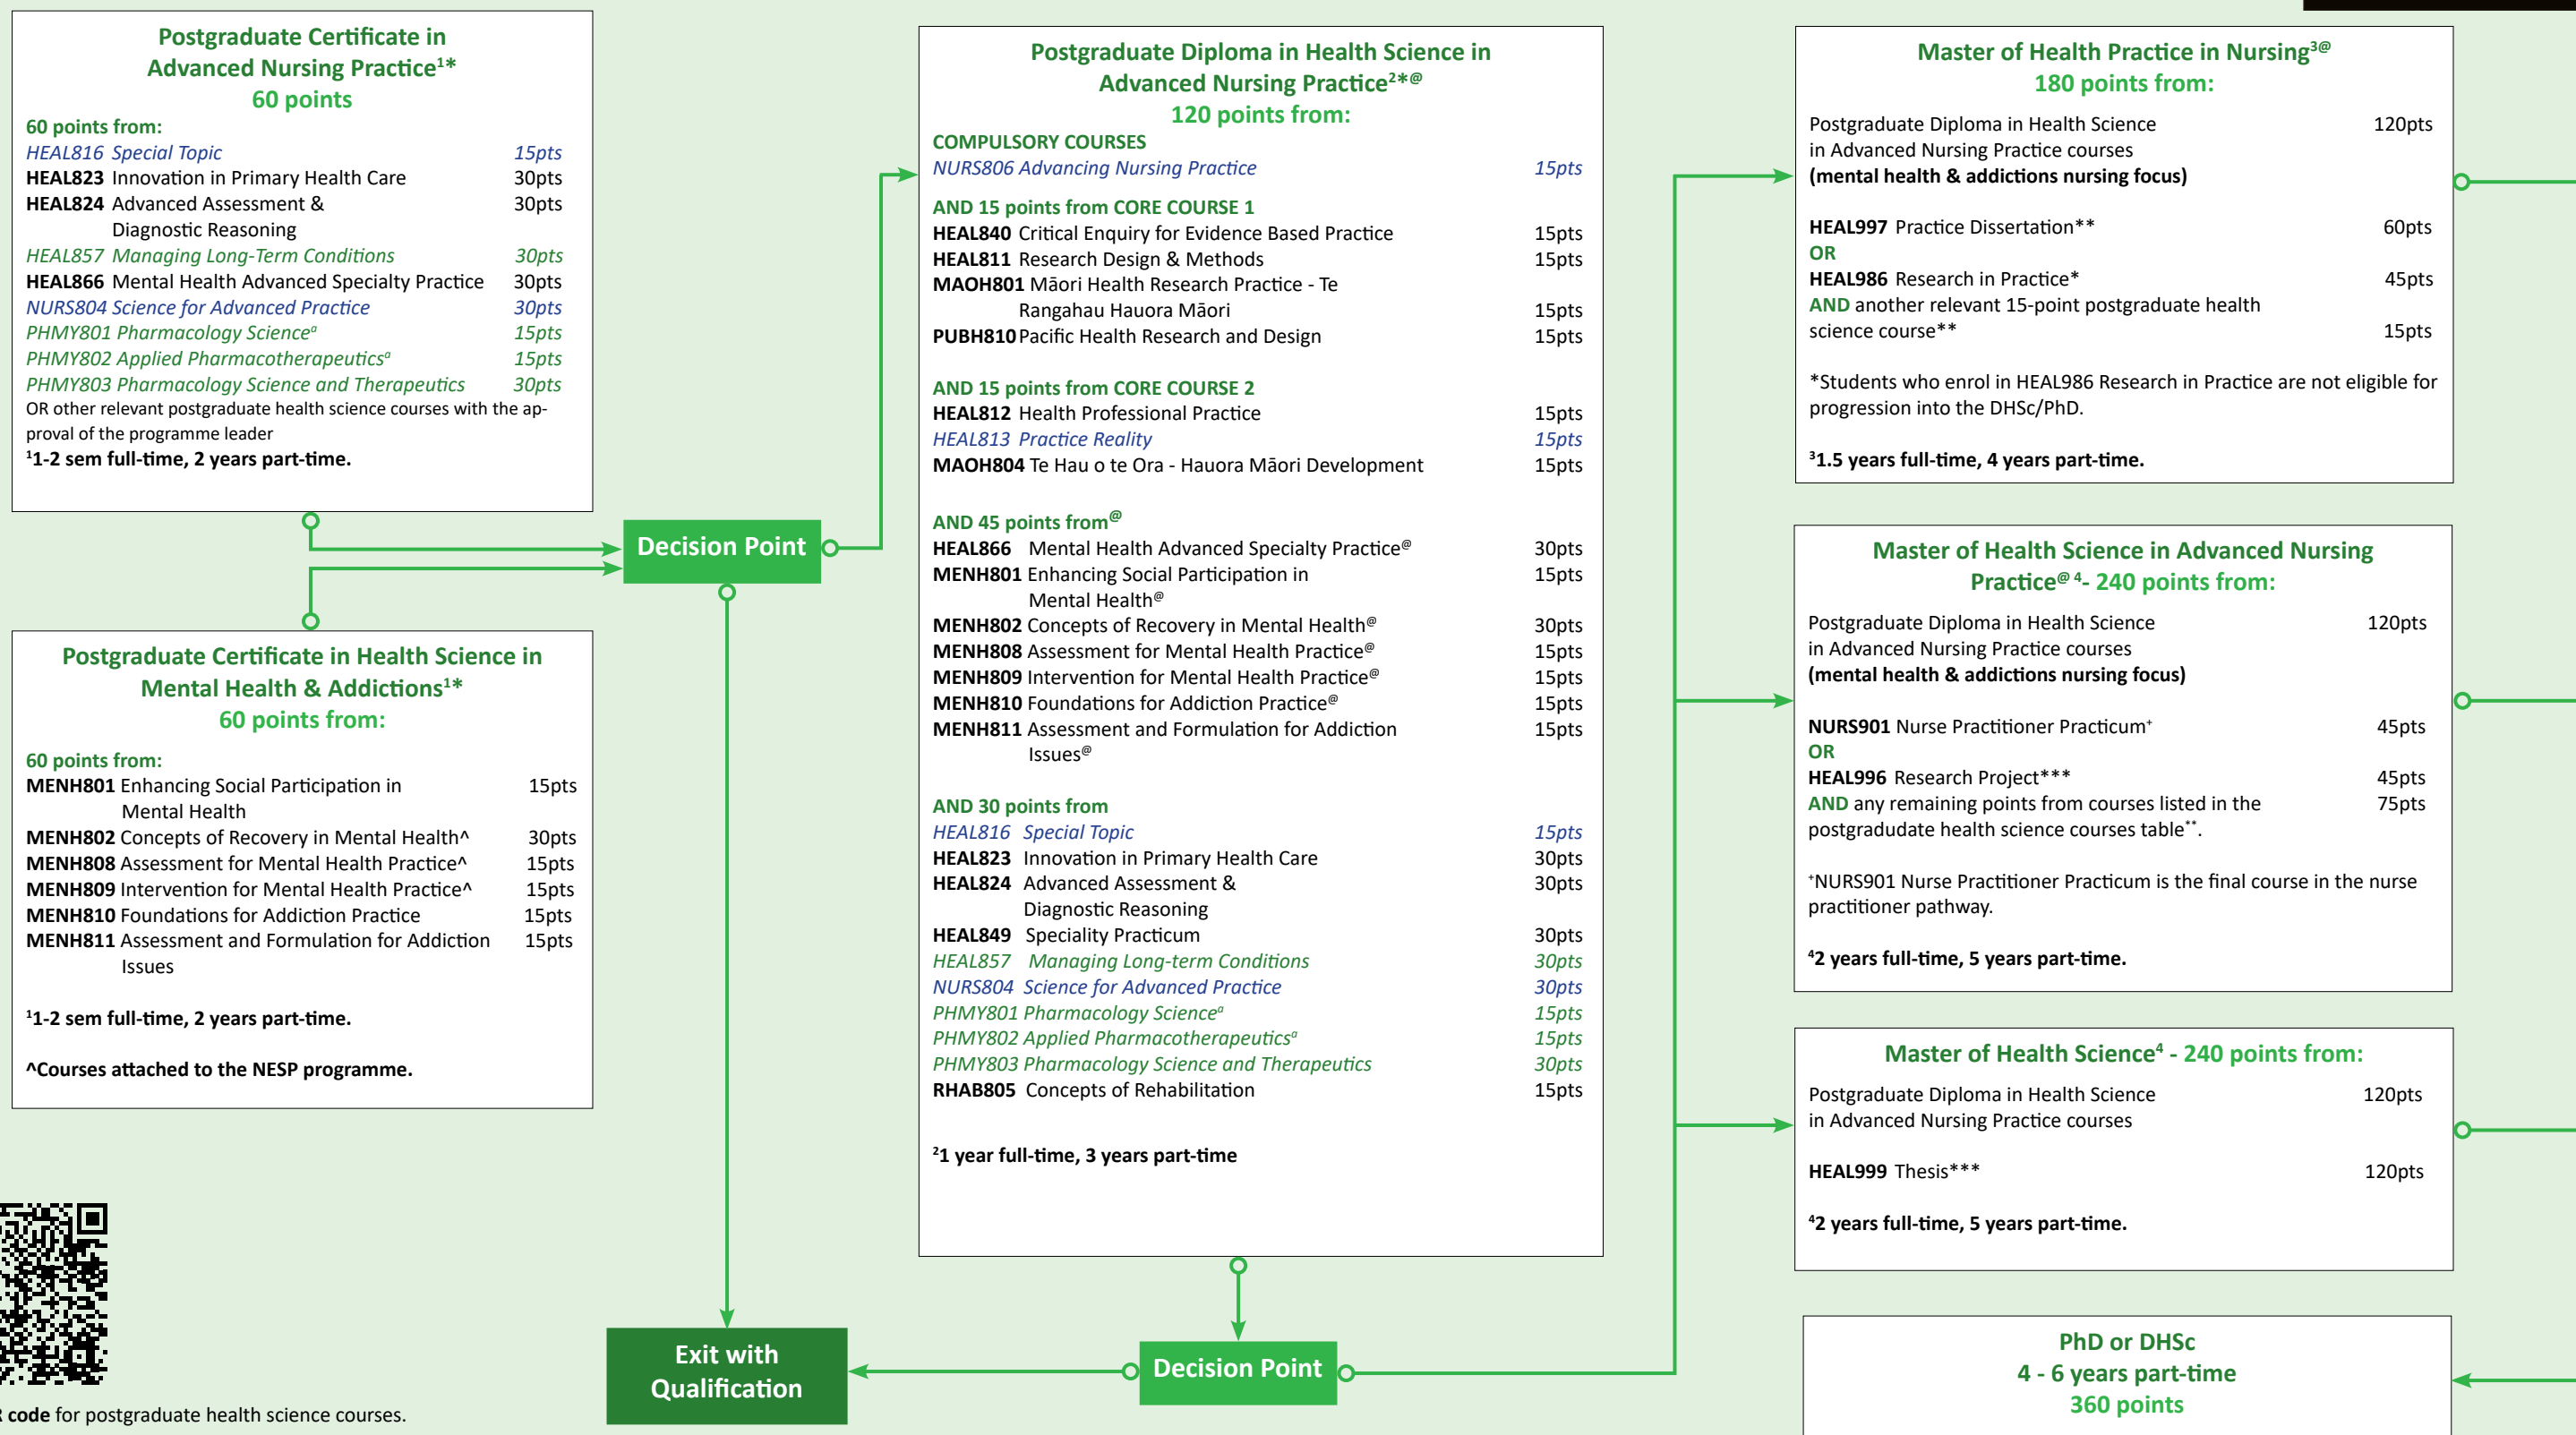 Postgraduate Certificate in
Advanced Nursing Practice¹*
60 points
60 points from:
HEAL816 Special Topic 15pts
HEAL823 Innovation in Primary Health Care 30pts
HEAL824 Advanced Assessment & 30pts
Diagnostic Reasoning
HEAL857 Managing Long-Term Conditions 30pts
HEAL866 Mental Health Advanced Specialty Practice 30pts
NURS804 Science for Advanced Practice 30pts
PHMY801 Pharmacology Scienceᵃ 15pts
PHMY802 Applied Pharmacotherapeuticsᵃ 15pts
PHMY803 Pharmacology Science and Therapeutics 30pts
OR other relevant postgraduate health science courses with the ap-
proval of the programme leader
¹1-2 sem full-time, 2 years part-time.
Postgraduate Certificate in Health Science in
Mental Health & Addictions¹*
60 points from:
60 points from:
MENH801 Enhancing Social Participation in 15pts
Mental Health
MENH802 Concepts of Recovery in Mental Health^ 30pts
MENH808 Assessment for Mental Health Practice^ 15pts
MENH809 Intervention for Mental Health Practice^ 15pts
MENH810 Foundations for Addiction Practice 15pts
MENH811 Assessment and Formulation for Addiction 15pts
Issues
¹1-2 sem full-time, 2 years part-time.
^Courses attached to the NESP programme.
code for postgraduate health science courses.
Decision Point
Exit with
Qualification
Postgraduate Diploma in Health Science in
Advanced Nursing Practice²*@
120 points from:
COMPULSORY COURSES
NURS806 Advancing Nursing Practice 15pts
AND 15 points from CORE COURSE 1
HEAL840 Critical Enquiry for Evidence Based Practice 15pts
HEAL811 Research Design & Methods 15pts
MAOH801 Māori Health Research Practice - Te
Rangahau Hauora Māori 15pts
PUBH810 Pacific Health Research and Design 15pts
AND 15 points from CORE COURSE 2
HEAL812 Health Professional Practice 15pts
HEAL813 Practice Reality 15pts
MAOH804 Te Hau o te Ora - Hauora Māori Development 15pts
AND 45 points from@
HEAL866 Mental Health Advanced Specialty Practice@ 30pts
MENH801 Enhancing Social Participation in 15pts
Mental Health@
MENH802 Concepts of Recovery in Mental Health@ 30pts
MENH808 Assessment for Mental Health Practice@ 15pts
MENH809 Intervention for Mental Health Practice@ 15pts
MENH810 Foundations for Addiction Practice@ 15pts
MENH811 Assessment and Formulation for Addiction 15pts
Issues@
AND 30 points from
HEAL816 Special Topic 15pts
HEAL823 Innovation in Primary Health Care 30pts
HEAL824 Advanced Assessment & 30pts
Diagnostic Reasoning
HEAL849 Speciality Practicum 30pts
HEAL857 Managing Long-term Conditions 30pts
NURS804 Science for Advanced Practice 30pts
PHMY801 Pharmacology Scienceᵃ 15pts
PHMY802 Applied Pharmacotherapeuticsᵃ 15pts
PHMY803 Pharmacology Science and Therapeutics 30pts
RHAB805 Concepts of Rehabilitation 15pts
²1 year full-time, 3 years part-time
Decision Point
Master of Health Practice in Nursing³@
180 points from:
Postgraduate Diploma in Health Science 120pts
in Advanced Nursing Practice courses
(mental health & addictions nursing focus)
HEAL997 Practice Dissertation** 60pts
OR
HEAL986 Research in Practice* 45pts
AND another relevant 15-point postgraduate health
science course** 15pts
*Students who enrol in HEAL986 Research in Practice are not eligible for
progression into the DHSc/PhD.
³1.5 years full-time, 4 years part-time.
Master of Health Science in Advanced Nursing
Practice@ ⁴- 240 points from:
Postgraduate Diploma in Health Science 120pts
in Advanced Nursing Practice courses
(mental health & addictions nursing focus)
NURS901 Nurse Practitioner Practicum⁺ 45pts
OR
HEAL996 Research Project*** 45pts
AND any remaining points from courses listed in the 75pts
postgradudate health science courses table**.
⁺NURS901 Nurse Practitioner Practicum is the final course in the nurse
practitioner pathway.
⁴2 years full-time, 5 years part-time.
Master of Health Science⁴ - 240 points from:
Postgraduate Diploma in Health Science 120pts
in Advanced Nursing Practice courses
HEAL999 Thesis*** 120pts
⁴2 years full-time, 5 years part-time.
PhD or DHSc
4 - 6 years part-time
360 points